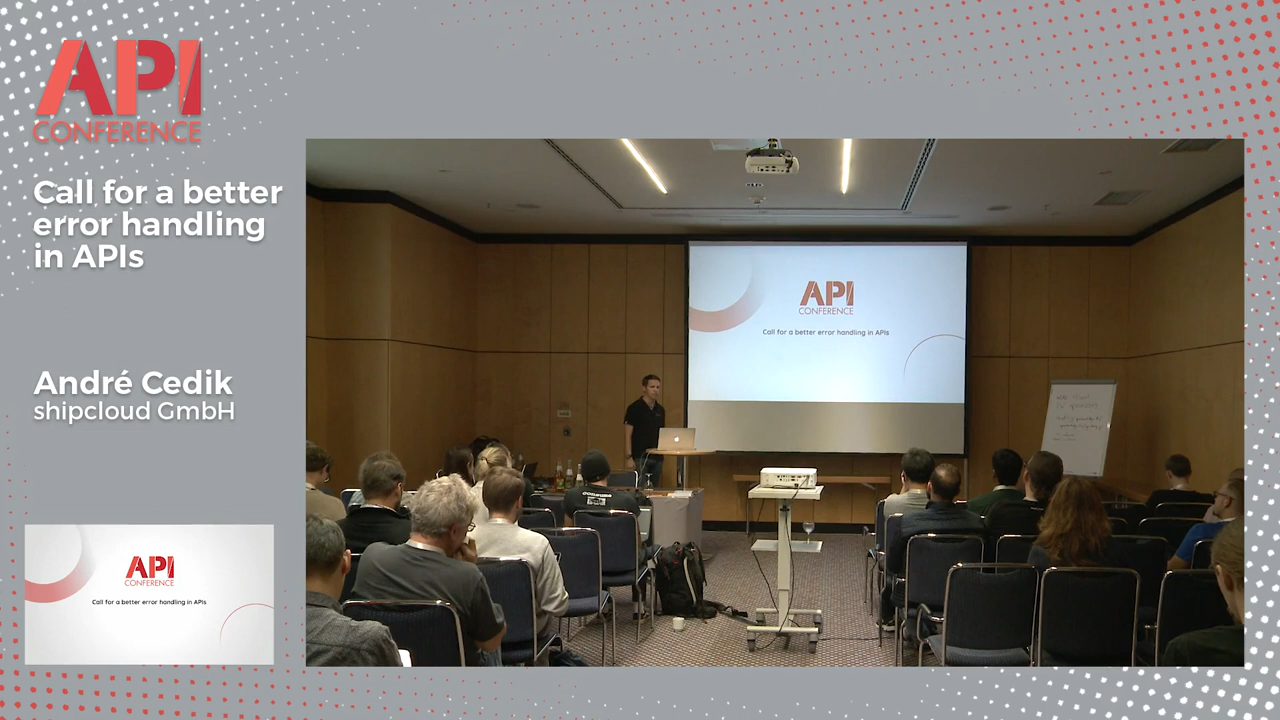 API
CONFERENCE
Call for a better
error handling
in APIs
André Cedik
shipcloud GmbH
API
CONFERENCE
Call for a better error handling in APIs
API
CONFERENCE
Call for a better error handling in APIs